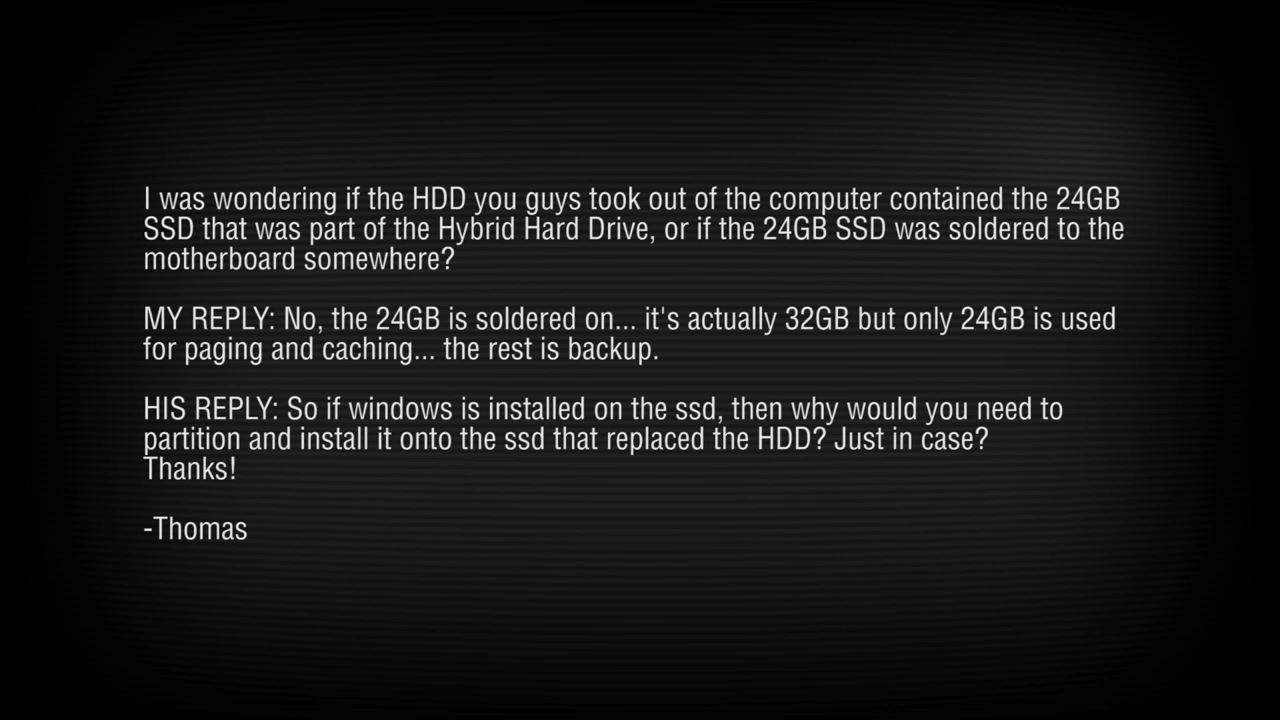 I was wondering if the HDD you guys took out of the computer contained the 24GB
SSD that was part of the Hybrid Hard Drive, or if the 24GB SSD was soldered to the
motherboard somewhere?
MY REPLY: No, the 24GB is soldered on... it's actually 32GB but only 24GB is used
for paging and caching... the rest is backup.
HIS REPLY: So if windows is installed on the ssd, then why would you need to
partition and install it onto the ssd that replaced the HDD? Just in case?
Thanks!
-Thomas